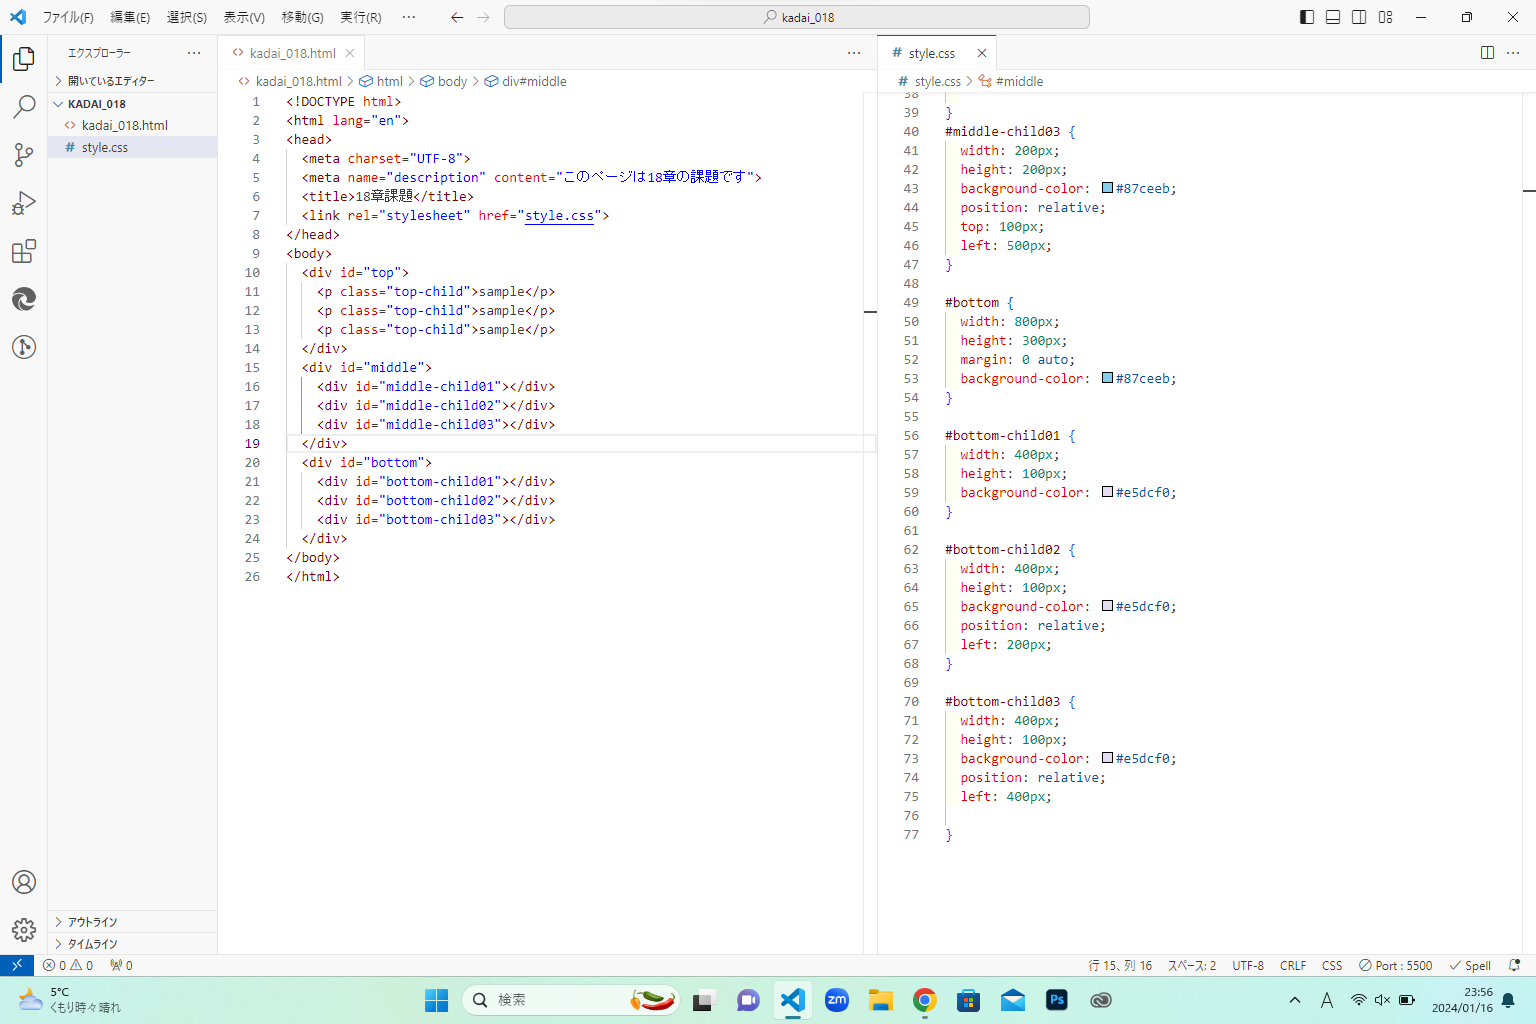 ファイル(F) 編集(E) 選択(S) 表示(V) 移動(G) 実行(R) ··· kadai_018
エクスプローラー ···
開いているエディター
KADAI_018
kadai_018.html
style.css
アウトライン
タイムライン
kadai_018.html ···
kadai_018.html > html > body > div#middle
1 <!DOCTYPE html>
2 <html lang="en">
3 <head>
4 <meta charset="UTF-8">
5 <meta name="description" content="このページは18章の課題です">
6 <title>18章課題</title>
7 <link rel="stylesheet" href="style.css">
8 </head>
9 <body>
10 <div id="top">
11 <p class="top-child">sample</p>
12 <p class="top-child">sample</p>
13 <p class="top-child">sample</p>
14 </div>
15 <div id="middle">
16 <div id="middle-child01"></div>
17 <div id="middle-child02"></div>
18 <div id="middle-child03"></div>
19 </div>
20 <div id="bottom">
21 <div id="bottom-child01"></div>
22 <div id="bottom-child02"></div>
23 <div id="bottom-child03"></div>
24 </div>
25 </body>
26 </html>
# style.css ···
# style.css > #middle
38
39 }
40 #middle-child03 {
41 width: 200px;
42 height: 200px;
43 background-color: #87ceeb;
44 position: relative;
45 top: 100px;
46 left: 500px;
47 }
48
49 #bottom {
50 width: 800px;
51 height: 300px;
52 margin: 0 auto;
53 background-color: #87ceeb;
54 }
55
56 #bottom-child01 {
57 width: 400px;
58 height: 100px;
59 background-color: #e5dcf0;
60 }
61
62 #bottom-child02 {
63 width: 400px;
64 height: 100px;
65 background-color: #e5dcf0;
66 position: relative;
67 left: 200px;
68 }
69
70 #bottom-child03 {
71 width: 400px;
72 height: 100px;
73 background-color: #e5dcf0;
74 position: relative;
75 left: 400px;
76
77 }
0 0 0 行 15、列 16 スペース: 2 UTF-8 CRLF CSS Port : 5500 Spell
5°C
くもり時々晴れ
検索
zm
Ps
A
23:56
2024/01/16